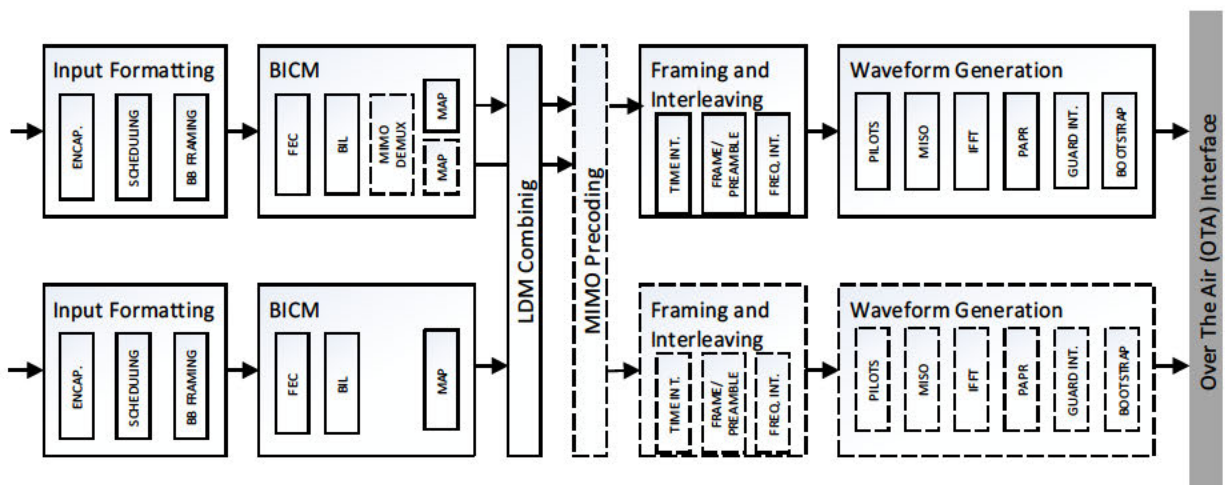 Input Formatting
ENCAP.
SCHEDULING
BB FRAMING
BICM
FEC
BIL
MIMO
DEMUX
MAP
MAP
LDM Combining
MIMO Precoding
Framing and
Interleaving
TIME INT.
FRAME/
PREAMBLE
FREQ, INT.
Waveform Generation
PILOTS
MISO
IFFT
PAPR
GUARD INT.
BOOTSTRAP
Over The Air (OTA) Interface
Input Formatting
ENCAP.
SCHEDULING
BB FRAMING
BICM
FEC
BIL
MAP
Framing and
Interleaving
TIME INT.
FRAME/
PREAMBLE
FREQ, INT.
Waveform Generation
PILOTS
MISO
IFFT
PAPR
GUARD INT.
BOOTSTRAP